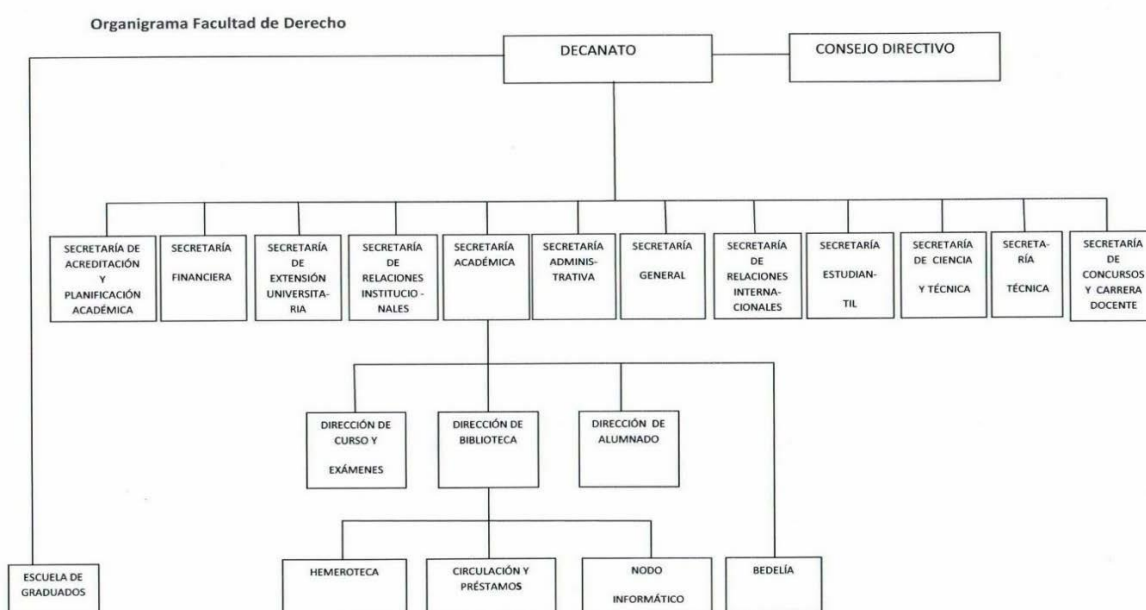 Organigrama Facultad de Derecho
DECANATO
CONSEJO DIRECTIVO
SECRETARÍA DE
ACREDITACIÓN
Y
PLANIFICACIÓN
ACADÉMICA
SECRETARÍA
FINANCIERA
SECRETARÍA
DE
EXTENSIÓN
UNIVERSITA-
RIA
SECRETARÍA
DE
RELACIONES
INSTITUCIO -
NALES
SECRETARÍA
ACADÉMICA
SECRETARÍA
ADMINIS-
TRATIVA
SECRETARÍA
GENERAL
SECRETARÍA
DE
RELACIONES
INTERNA-
CIONALES
SECRETARÍA
ESTUDIAN-
TIL
SECRETARÍA
DE CIENCIA
Y TÉCNICA
SECRETA-
RÍA
TÉCNICA
SECRETARÍA
DE
CONCURSOS
Y CARRERA
DOCENTE
DIRECCIÓN DE
CURSO Y
EXÁMENES
DIRECCIÓN DE
BIBLIOTECA
DIRECCIÓN DE
ALUMNADO
ESCUELA DE
GRADUADOS
HEMEROTECA
CIRCULACIÓN Y
PRÉSTAMOS
NODO
INFORMÁTICO
BEDELÍA